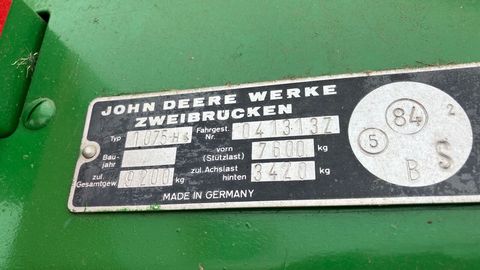 JOHN DEERE WERKE
ZWEIBRÜCKEN
Typ 1075-HS Fahrgest. Nr. 041313Z
Bau-jahr vorn (Stützlast) 7600 kg
zul. Gesamtgew. 9200 kg zul. Achslast hinten 3420 kg
MADE IN GERMANY
84 2
5
B S